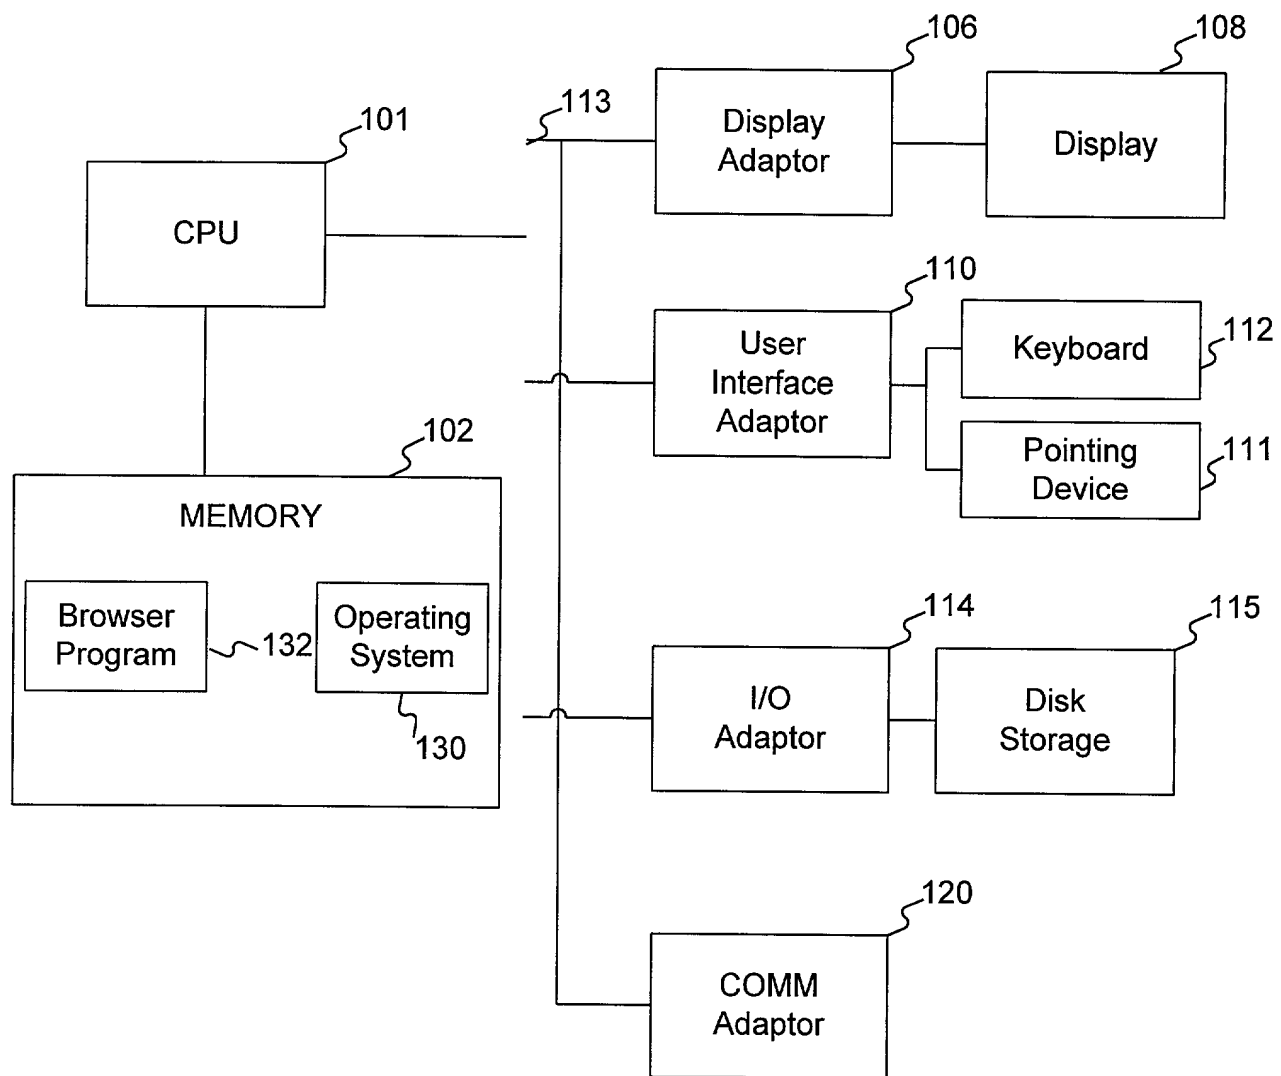 106
108
113
101
Display
Adaptor
Display
CPU
110
User
Interface
Adaptor
Keyboard
112
102
Pointing
Device
111
MEMORY
Browser
Program
132
Operating
System
130
114
115
I/O
Adaptor
Disk
Storage
120
COMM
Adaptor